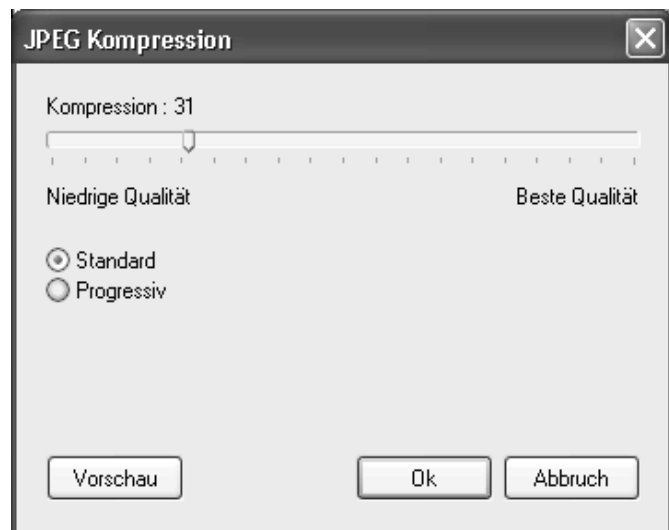 JPEG Kompression
Kompression : 31
Niedrige Qualität Beste Qualität
Standard
Progressiv
Vorschau Ok Abbruch